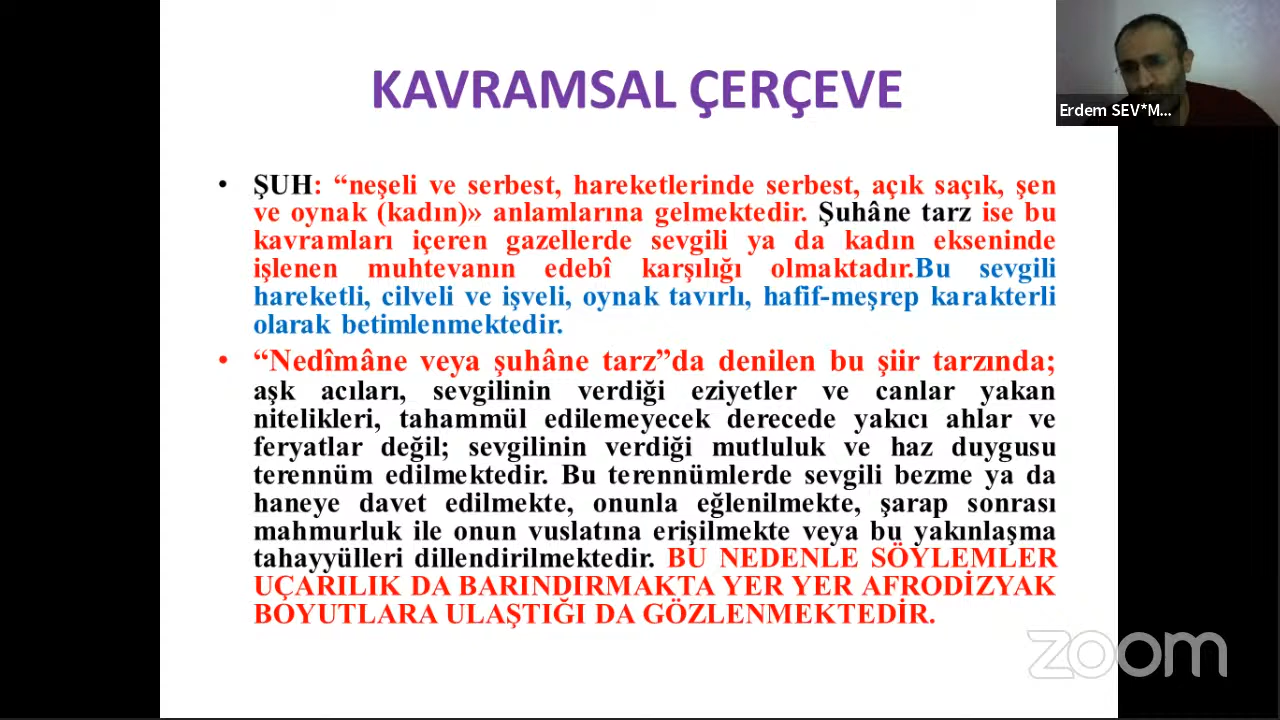 KAVRAMSAL ÇERÇEVE
Erdem SEV*M...
• ŞUH: “neşeli ve serbest, hareketlerinde serbest, açık saçık, şen
ve oynak (kadın)» anlamlarına gelmektedir. Şuhâne tarz ise bu
kavramları içeren gazellerde sevgili ya da kadın ekseninde
işlenen muhtevanın edebî karşılığı olmaktadır.Bu sevgili
hareketli, cilveli ve işveli, oynak tavırlı, hafif-meşrep karakterli
olarak betimlenmektedir.
• “Nedîmâne veya şuhâne tarz”da denilen bu şiir tarzında;
aşk acıları, sevgilinin verdiği eziyetler ve canlar yakan
nitelikleri, tahammül edilemeyecek derecede yakıcı ahlar ve
feryatlar değil; sevgilinin verdiği mutluluk ve haz duygusu
terennüm edilmektedir. Bu terennümlerde sevgili bezme ya da
haneye davet edilmekte, onunla eğlenilmekte, şarap sonrası
mahmurluk ile onun vuslatına erişilmekte veya bu yakınlaşma
tahayyülleri dillendirilmektedir. BU NEDENLE SÖYLEMLER
UÇARILIK DA BARINDIRMAKTA YER YER AFRODİZYAK
BOYUTLARA ULAŞTIĞI DA GÖZLENMEKTEDİR.
zoom